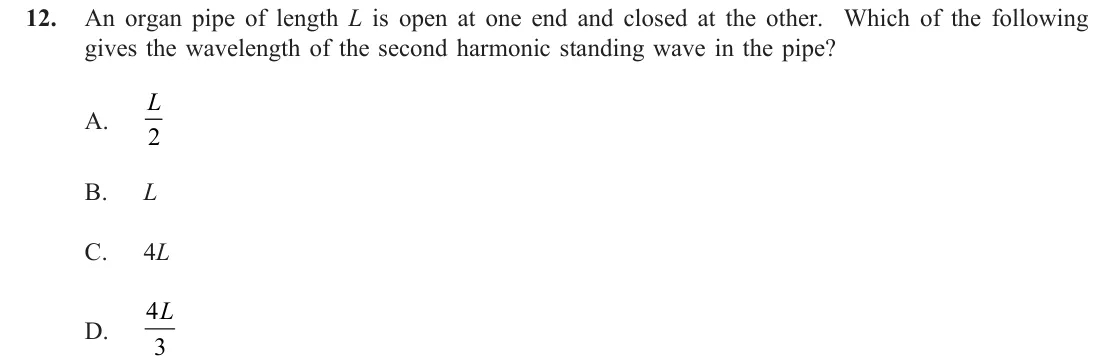 12. An organ pipe of length L is open at one end and closed at the other. Which of the following
gives the wavelength of the second harmonic standing wave in the pipe?
A. L/2
B. L
C. 4L
D. 4L/3